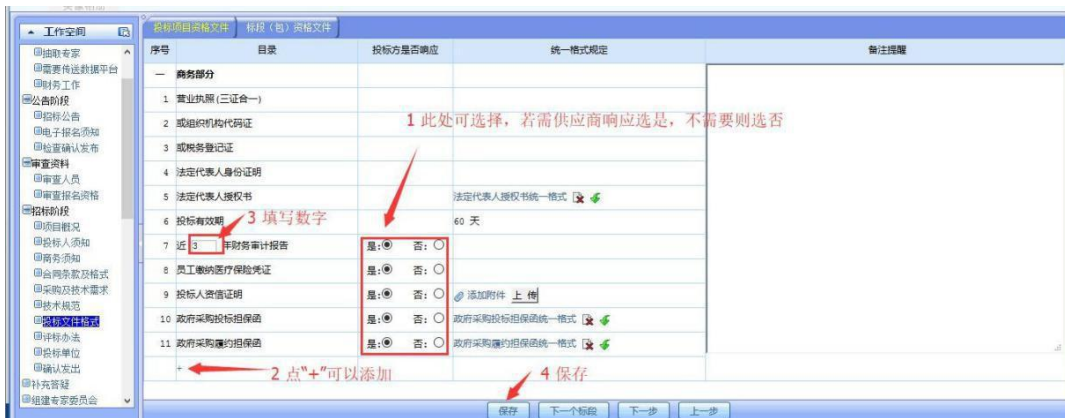 工作空间
抽取专家
需要传送数据平台
财务工作
公告阶段
招标公告
电子报名须知
检查确认发布
审查资料
审查人员
审查报名资格
招标阶段
项目概况
投标人须知
商务须知
合同条款及格式
采购及技术需求
技术规范
投标文件格式
评标办法
投标单位
确认发出
补充答疑
组建专家委员会
投标项目资格文件 标段（包）资格文件
序号 目录 投标方是否响应 统一格式规定 备注提醒
一 商务部分
1 营业执照(三证合一)
2 或组织机构代码证
1 此处可选择，若需供应商响应选是，不需要则选否
3 或税务登记证
4 法定代表人身份证明
5 法定代表人授权书 法定代表人授权书统一格式
6 投标有效期 60 天
3 填写数字
7 近 3 年财务审计报告 是: 否:
8 员工缴纳医疗保险凭证 是: 否:
9 投标人资信证明 是: 否: 添加附件 上 传
10 政府采购投标担保函 是: 否: 政府采购投标担保函统一格式
11 政府采购履约担保函 是: 否: 政府采购履约担保函统一格式
+
2 点"+"可以添加
4 保存
保存 下一个标段 下一步 上一步